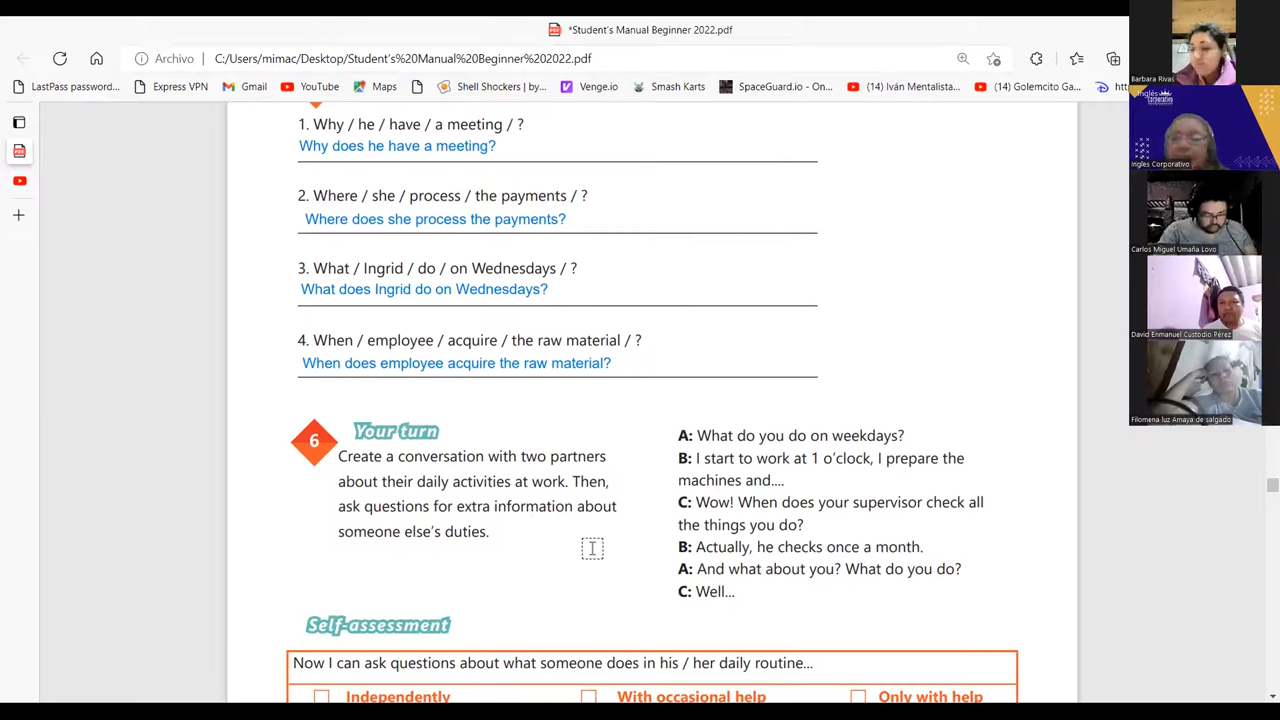 *Student's Manual Beginner 2022.pdf
Archivo
C:/Users/mimac/Desktop/Student's%20Manual%20Beginner%202022.pdf
LastPass password...
Express VPN
Gmail
YouTube
Maps
Shell Shockers | by...
Venge.io
Smash Karts
SpaceGuard.io - On...
(14) Iván Mentalista...
(14) Golemcito Ga...
1. Why / he / have / a meeting / ?
Why does he have a meeting?
2. Where / she / process / the payments / ?
Where does she process the payments?
3. What / Ingrid / do / on Wednesdays / ?
What does Ingrid do on Wednesdays?
4. When / employee / acquire / the raw material / ?
When does employee acquire the raw material?
6
Your turn
Create a conversation with two partners
about their daily activities at work. Then,
ask questions for extra information about
someone else's duties.
A: What do you do on weekdays?
B: I start to work at 1 o'clock, I prepare the
machines and....
C: Wow! When does your supervisor check all
the things you do?
B: Actually, he checks once a month.
A: And what about you? What do you do?
C: Well...
Self-assessment
Now I can ask questions about what someone does in his / her daily routine...
Independently
With occasional help
Only with help
Barbara Rivas
Inglés
Corporativo
Ingles Corporativo
Carlos Miguel Umaña Lovo
David Enmanuel Custodio Pérez
Filomena luz Amaya de salgado